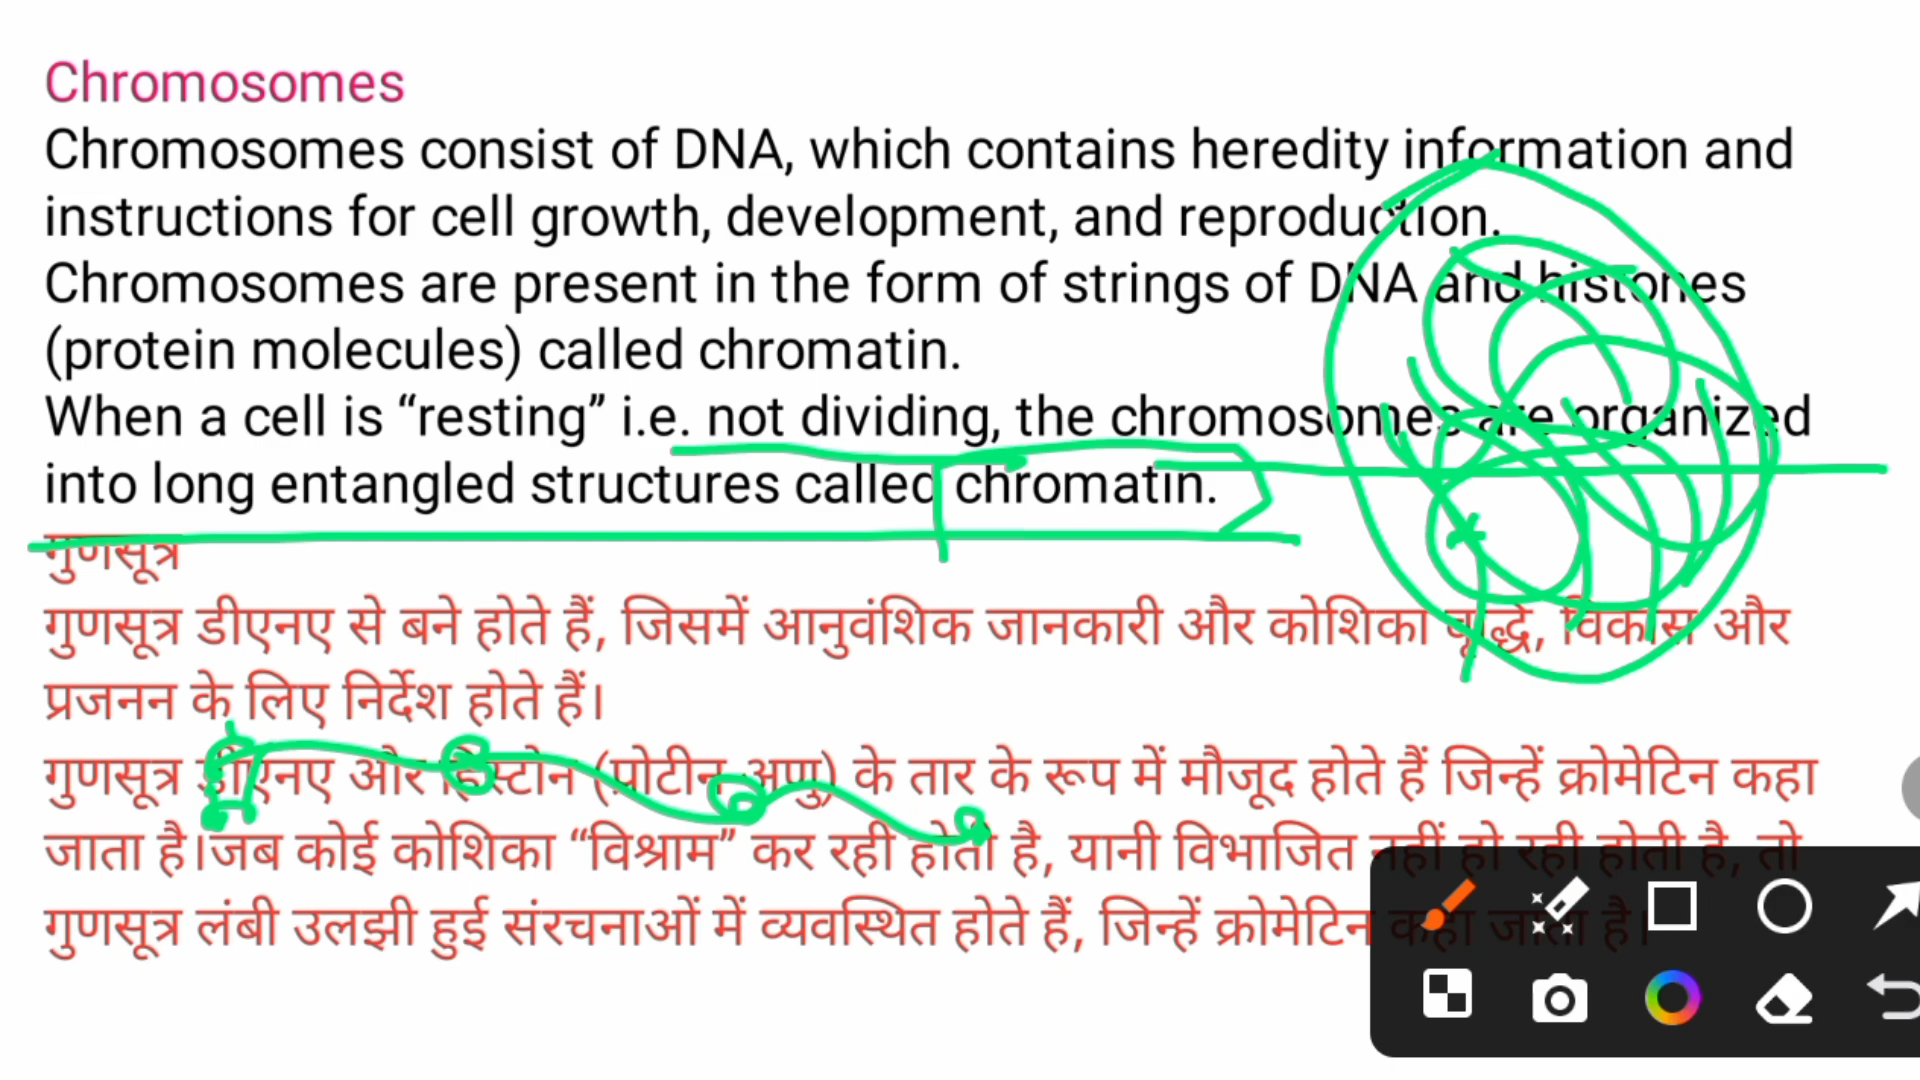 Chromosomes
Chromosomes consist of DNA, which contains heredity information and
instructions for cell growth, development, and reproduction.
Chromosomes are present in the form of strings of DNA and histones
(protein molecules) called chromatin.
When a cell is “resting” i.e. not dividing, the chromosomes are organized
into long entangled structures called chromatin.
गुणसूत्र
गुणसूत्र डीएनए से बने होते हैं, जिसमें आनुवंशिक जानकारी और कोशिका वृद्धि, विकास और
प्रजनन के लिए निर्देश होते हैं।
गुणसूत्र डीएनए और हिस्टोन (प्रोटीन अणु) के तार के रूप में मौजूद होते हैं जिन्हें क्रोमेटिन कहा
जाता है।जब कोई कोशिका “विश्राम” कर रही होती है, यानी विभाजित नहीं हो रही होती है, तो
गुणसूत्र लंबी उलझी हुई संरचनाओं में व्यवस्थित होते हैं, जिन्हें क्रोमेटिन कहा जाता है।